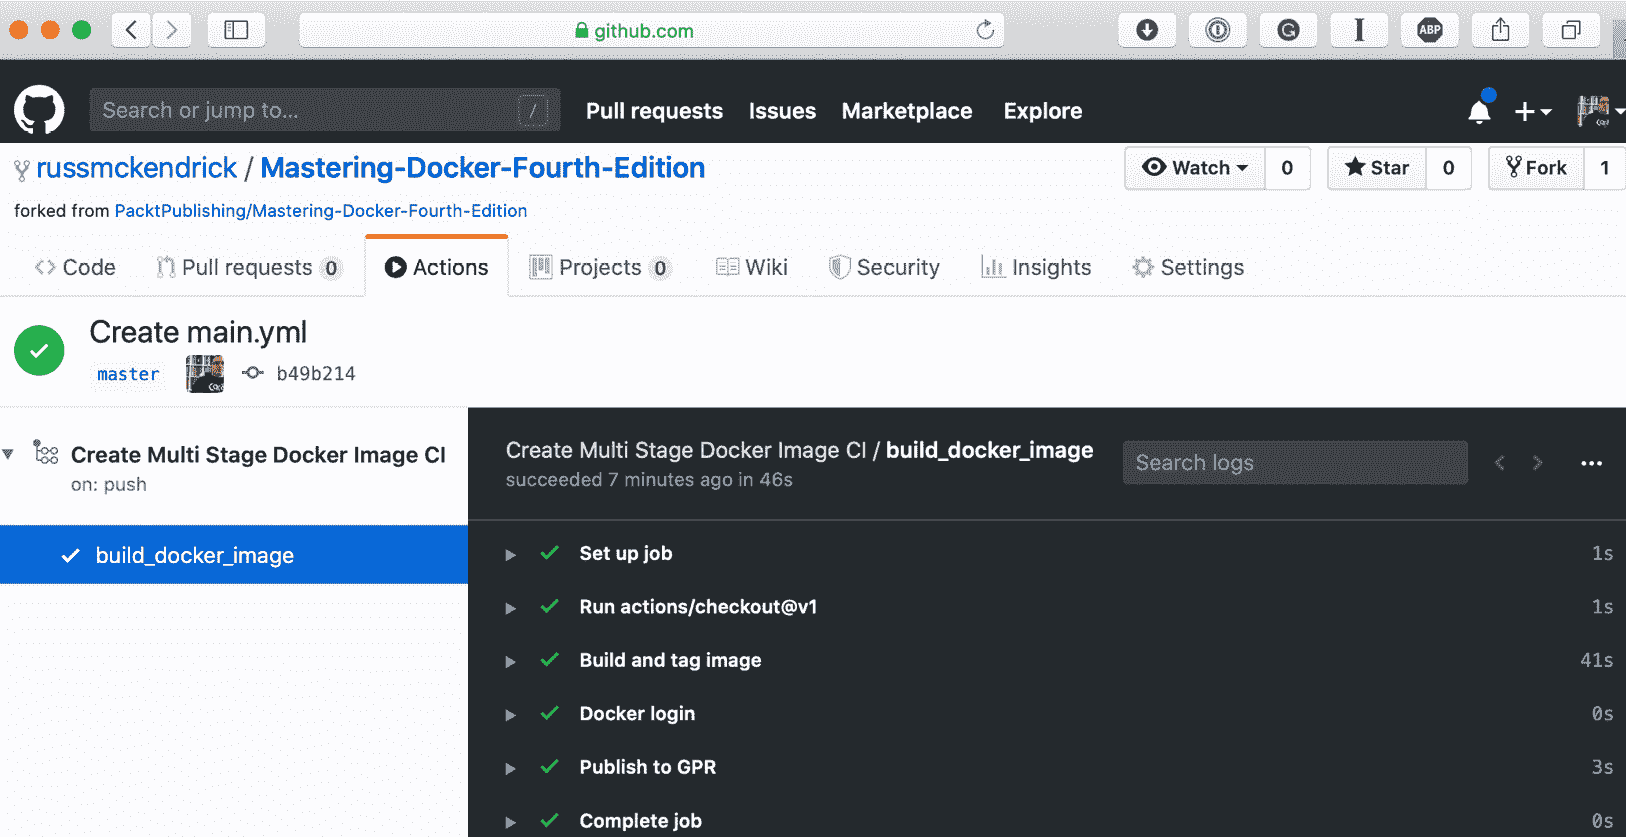 github.com
ABP
Search or jump to... /
Pull requests Issues Marketplace Explore
russmckendrick / Mastering-Docker-Fourth-Edition
Watch 0 Star 0 Fork 1
forked from PacktPublishing/Mastering-Docker-Fourth-Edition
Code Pull requests 0 Actions Projects 0 Wiki Security Insights Settings
Create main.yml
master b49b214
Create Multi Stage Docker Image CI
on: push
build_docker_image
Create Multi Stage Docker Image CI / build_docker_image
succeeded 7 minutes ago in 46s
Search logs
Set up job 1s
Run actions/checkout@v1 1s
Build and tag image 41s
Docker login 0s
Publish to GPR 3s
Complete job 0s